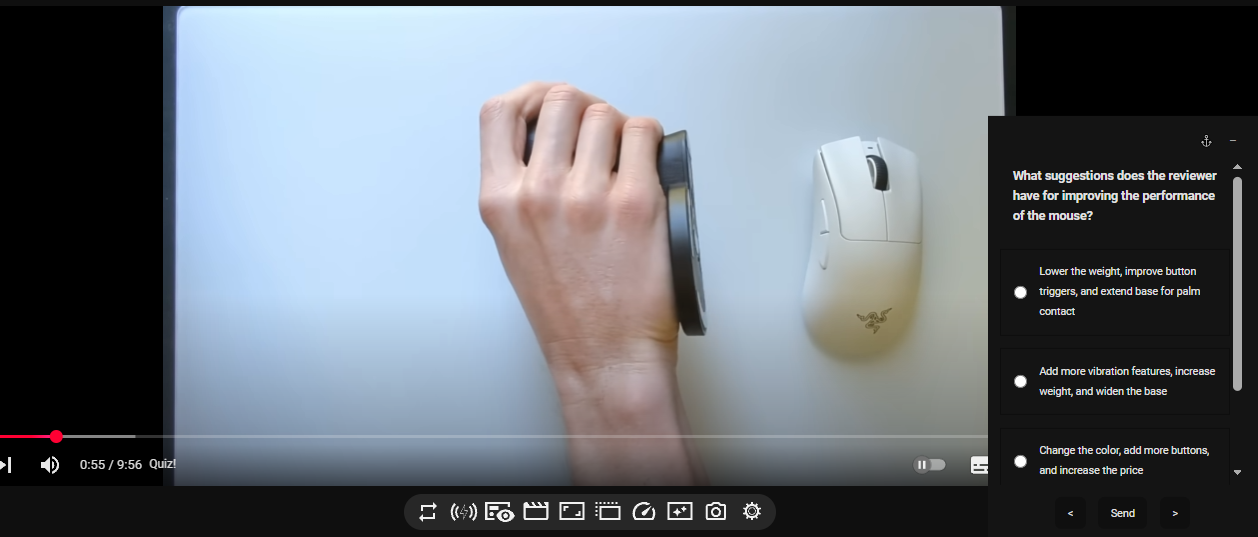 What suggestions does the reviewer
have for improving the performance
of the mouse?
Lower the weight, improve button
triggers, and extend base for palm
contact
Add more vibration features, increase
weight, and widen the base
Change the color, add more buttons,
and increase the price
0:55 / 9:56 Quiz!
< Send >